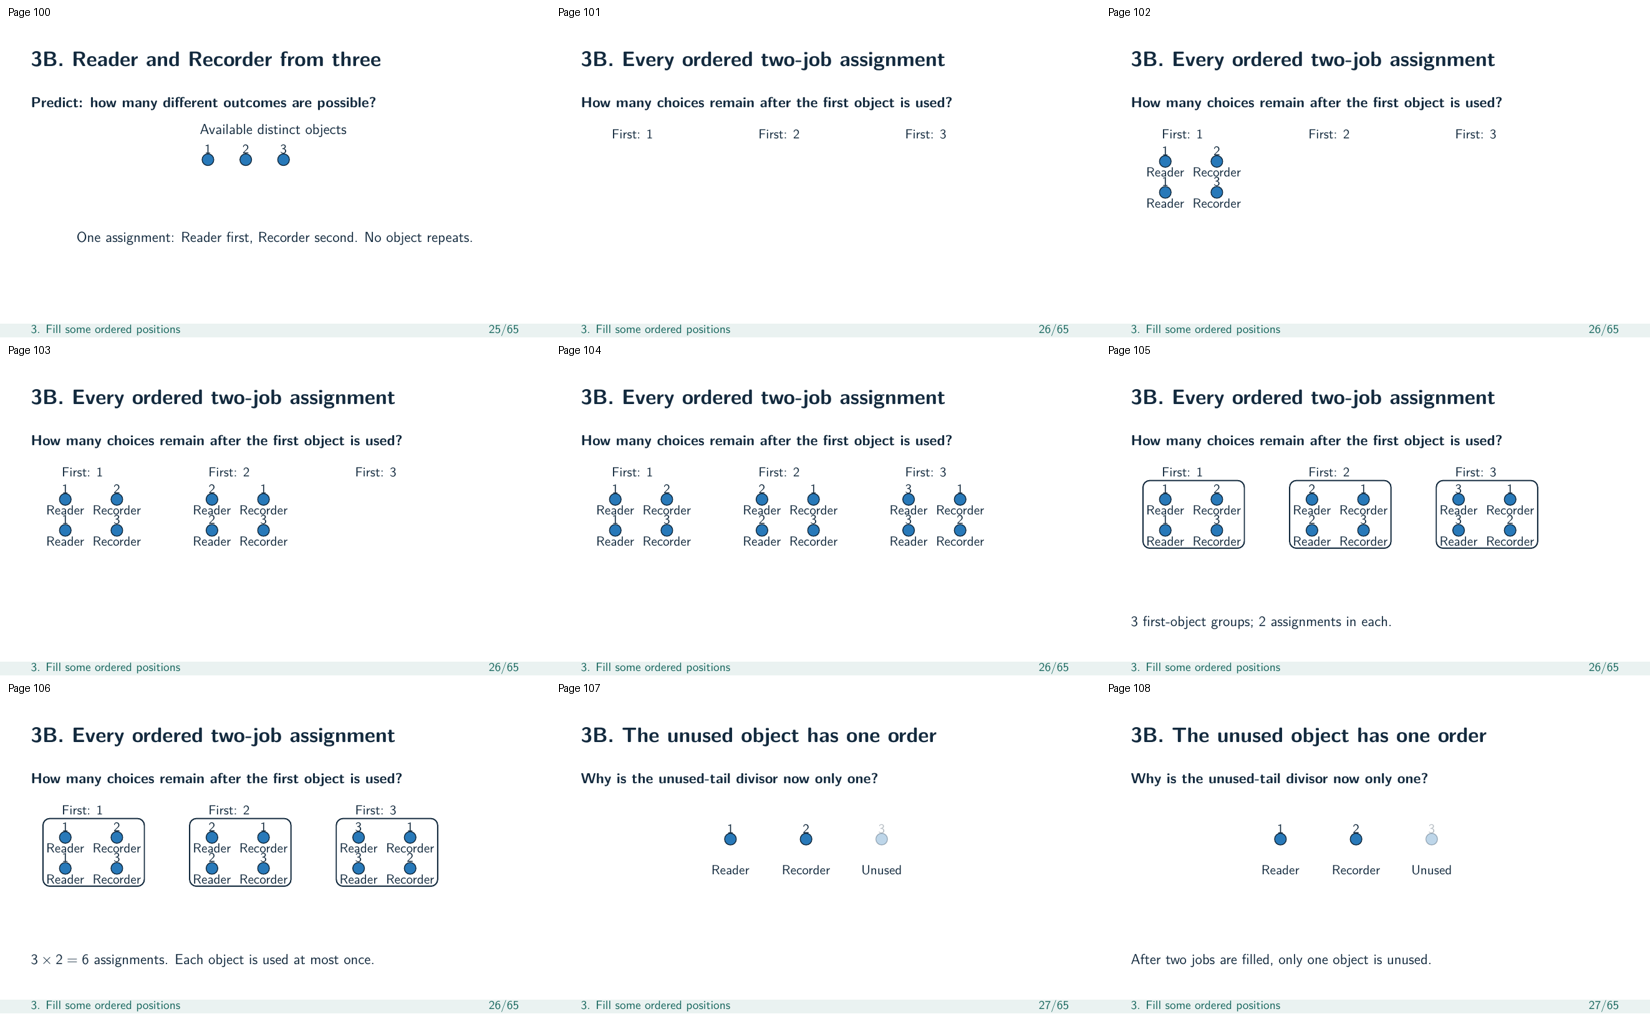 Page 100
3B. Reader and Recorder from three
Predict: how many different outcomes are possible?
Available distinct objects
1 2 3
One assignment: Reader first, Recorder second. No object repeats.
3. Fill some ordered positions 25/65
Page 101
3B. Every ordered two-job assignment
How many choices remain after the first object is used?
First: 1 First: 2 First: 3
3. Fill some ordered positions 26/65
Page 102
3B. Every ordered two-job assignment
How many choices remain after the first object is used?
First: 1 First: 2 First: 3
1 2
Reader Recorder
1 3
Reader Recorder
3. Fill some ordered positions 26/65
Page 103
3B. Every ordered two-job assignment
How many choices remain after the first object is used?
First: 1 First: 2 First: 3
1 2 2 1
Reader Recorder Reader Recorder
1 3 2 3
Reader Recorder Reader Recorder
3. Fill some ordered positions 26/65
Page 104
3B. Every ordered two-job assignment
How many choices remain after the first object is used?
First: 1 First: 2 First: 3
1 2 2 1 3 1
Reader Recorder Reader Recorder Reader Recorder
1 3 2 3 3 2
Reader Recorder Reader Recorder Reader Recorder
3. Fill some ordered positions 26/65
Page 105
3B. Every ordered two-job assignment
How many choices remain after the first object is used?
First: 1 First: 2 First: 3
1 2 2 1 3 1
Reader Recorder Reader Recorder Reader Recorder
1 3 2 3 3 2
Reader Recorder Reader Recorder Reader Recorder
3 first-object groups; 2 assignments in each.
3. Fill some ordered positions 26/65
Page 106
3B. Every ordered two-job assignment
How many choices remain after the first object is used?
First: 1 First: 2 First: 3
1 2 2 1 3 1
Reader Recorder Reader Recorder Reader Recorder
1 3 2 3 3 2
Reader Recorder Reader Recorder Reader Recorder
3 × 2 = 6 assignments. Each object is used at most once.
3. Fill some ordered positions 26/65
Page 107
3B. The unused object has one order
Why is the unused-tail divisor now only one?
1 2 3
Reader Recorder Unused
3. Fill some ordered positions 27/65
Page 108
3B. The unused object has one order
Why is the unused-tail divisor now only one?
1 2 3
Reader Recorder Unused
After two jobs are filled, only one object is unused.
3. Fill some ordered positions 27/65